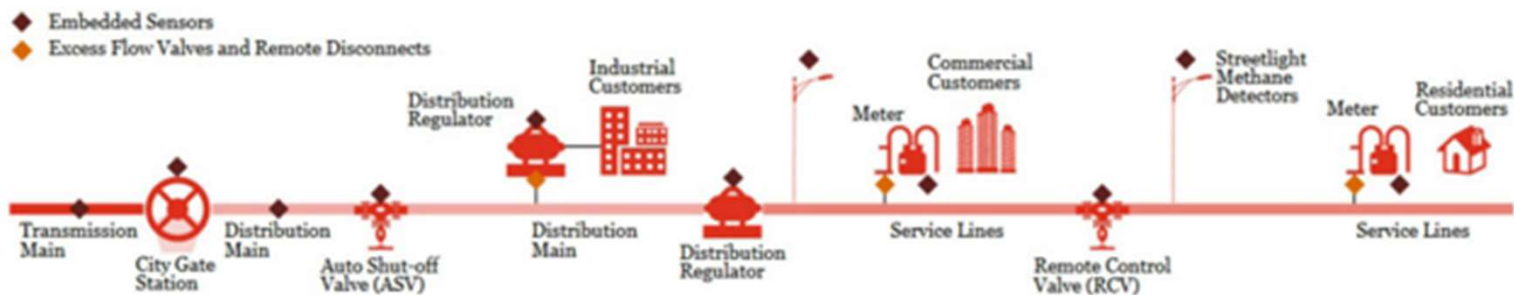 Embedded Sensors
Excess Flow Valves and Remote Disconnects
Industrial
Customers
Distribution
Regulator
Commercial
Customers
Meter
Streetlight
Methane
Detectors
Meter
Residential
Customers
Transmission
Main
City Gate
Station
Distribution
Main
Auto Shut-off
Valve (ASV)
Distribution
Main
Distribution
Regulator
Service Lines
Remote Control
Valve (RCV)
Service Lines